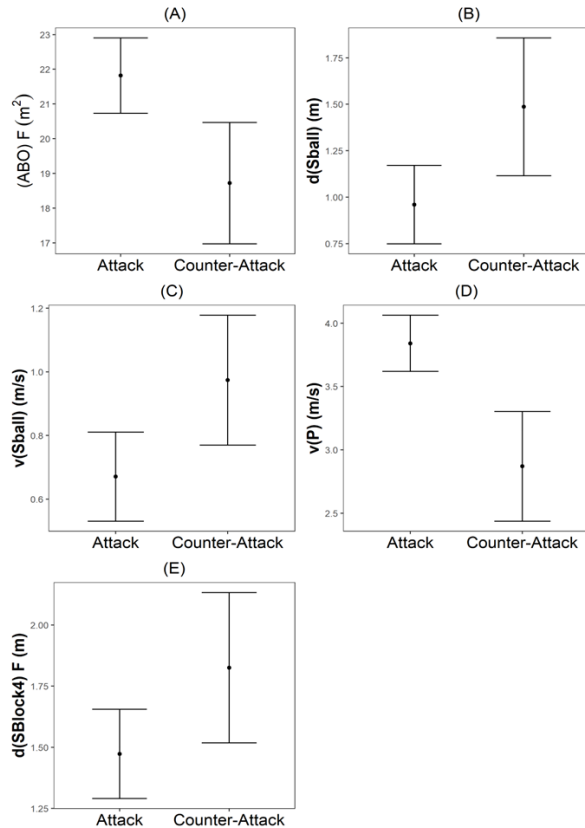 (A)
(ABO) F (m²)
23
22
21
20
19
18
17
Attack Counter-Attack
(B)
d(Sball) (m)
1.75
1.50
1.25
1.00
0.75
Attack Counter-Attack
(C)
v(Sball) (m/s)
1.2
1.0
0.8
0.6
Attack Counter-Attack
(D)
v(P) (m/s)
4.0
3.5
3.0
2.5
Attack Counter-Attack
(E)
d(SBlock4) F (m)
2.00
1.75
1.50
1.25
Attack Counter-Attack